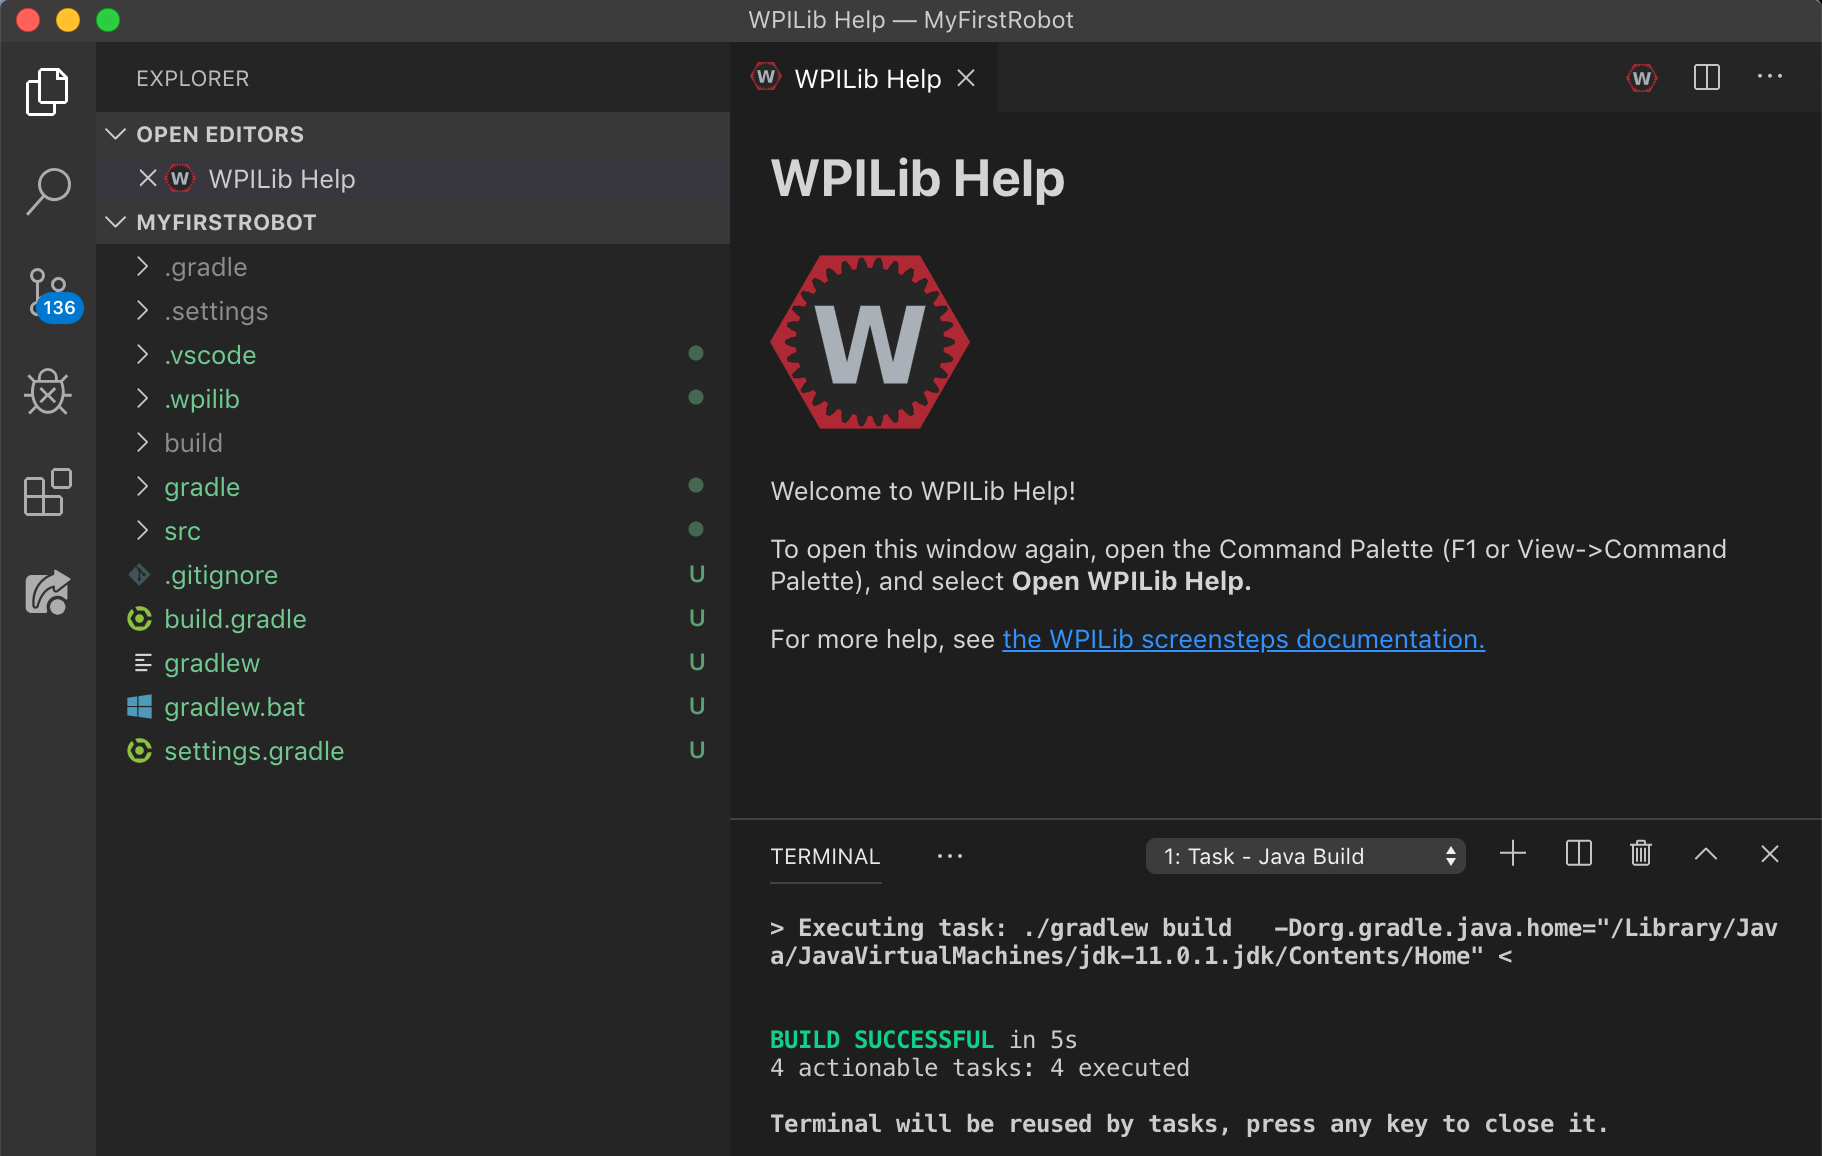 WPILib Help — MyFirstRobot
EXPLORER
OPEN EDITORS
W WPILib Help
MYFIRSTROBOT
.gradle
.settings
.vscode
.wpilib
build
gradle
src
.gitignore U
build.gradle U
gradlew U
gradlew.bat U
settings.gradle U
136
W WPILib Help
W
WPILib Help
W
Welcome to WPILib Help!
To open this window again, open the Command Palette (F1 or View->Command
Palette), and select Open WPILib Help.
For more help, see the WPILib screensteps documentation.
TERMINAL
1: Task - Java Build
> Executing task: ./gradlew build   -Dorg.gradle.java.home="/Library/Jav
a/JavaVirtualMachines/jdk-11.0.1.jdk/Contents/Home" <
BUILD SUCCESSFUL in 5s
4 actionable tasks: 4 executed
Terminal will be reused by tasks, press any key to close it.